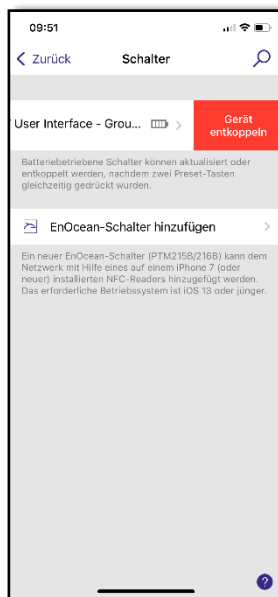 09:51
Zurück
Schalter
User Interface - Grou...
Gerät
entkoppeln
Batteriebetriebene Schalter können aktualisiert oder
entkoppelt werden, nachdem zwei Preset-Tasten
gleichzeitig gedrückt wurden.
EnOcean-Schalter hinzufügen
Ein neuer EnOcean-Schalter (PTM215B/216B) kann dem
Netzwerk mit Hilfe eines auf einem iPhone 7 (oder
neuer) installierten NFC-Readers hinzugefügt werden.
Das erforderliche Betriebssystem ist iOS 13 oder jünger.
?